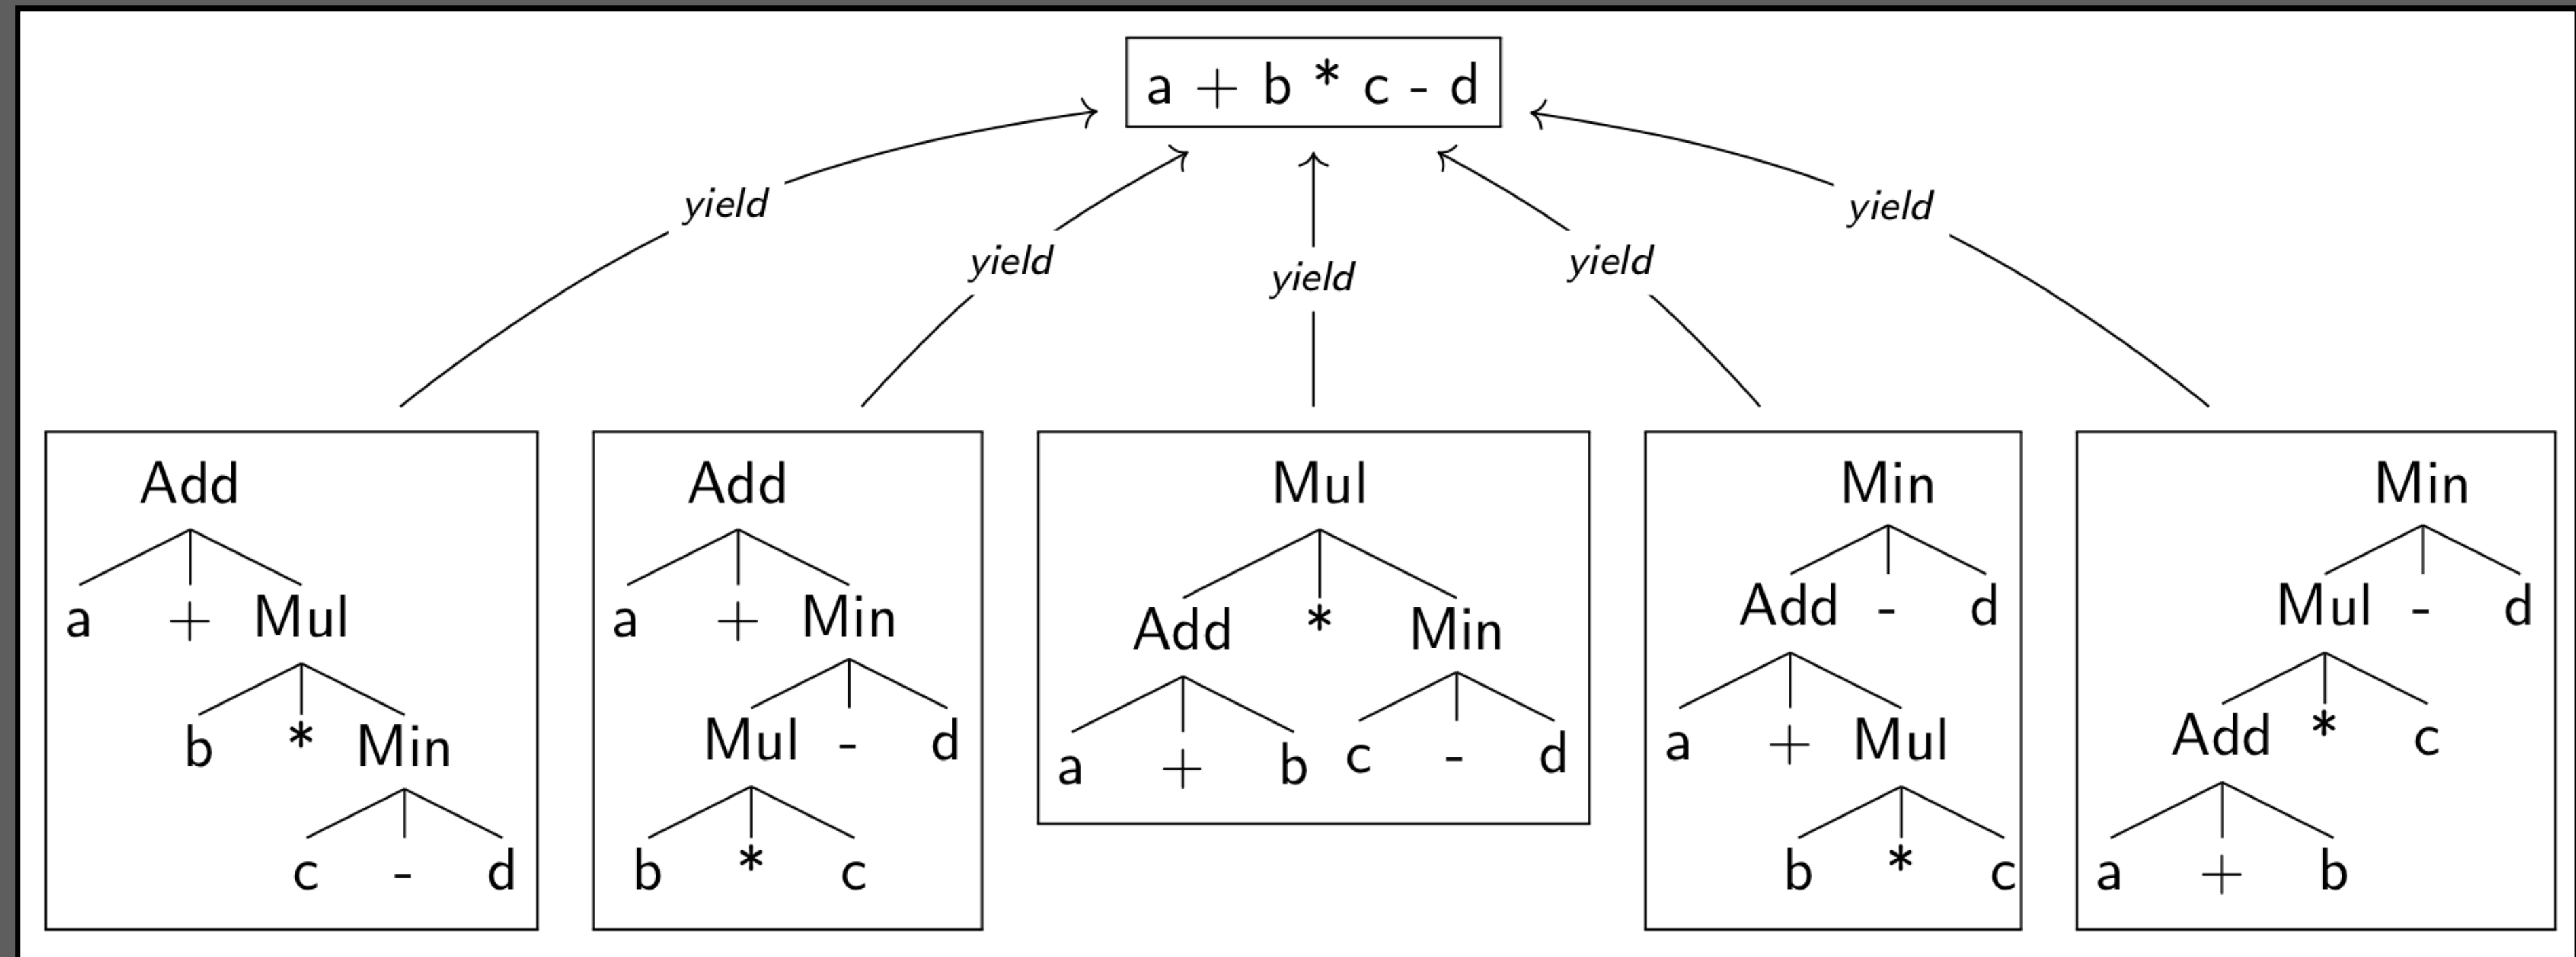 a + b * c - d
yield yield yield yield yield
Add Add Mul Min Min
a + Mul a + Min Add * Min Add - d Mul - d
b * Min Mul - d a + b c - d a + Mul Add * c
c - d b * c b * c a + b